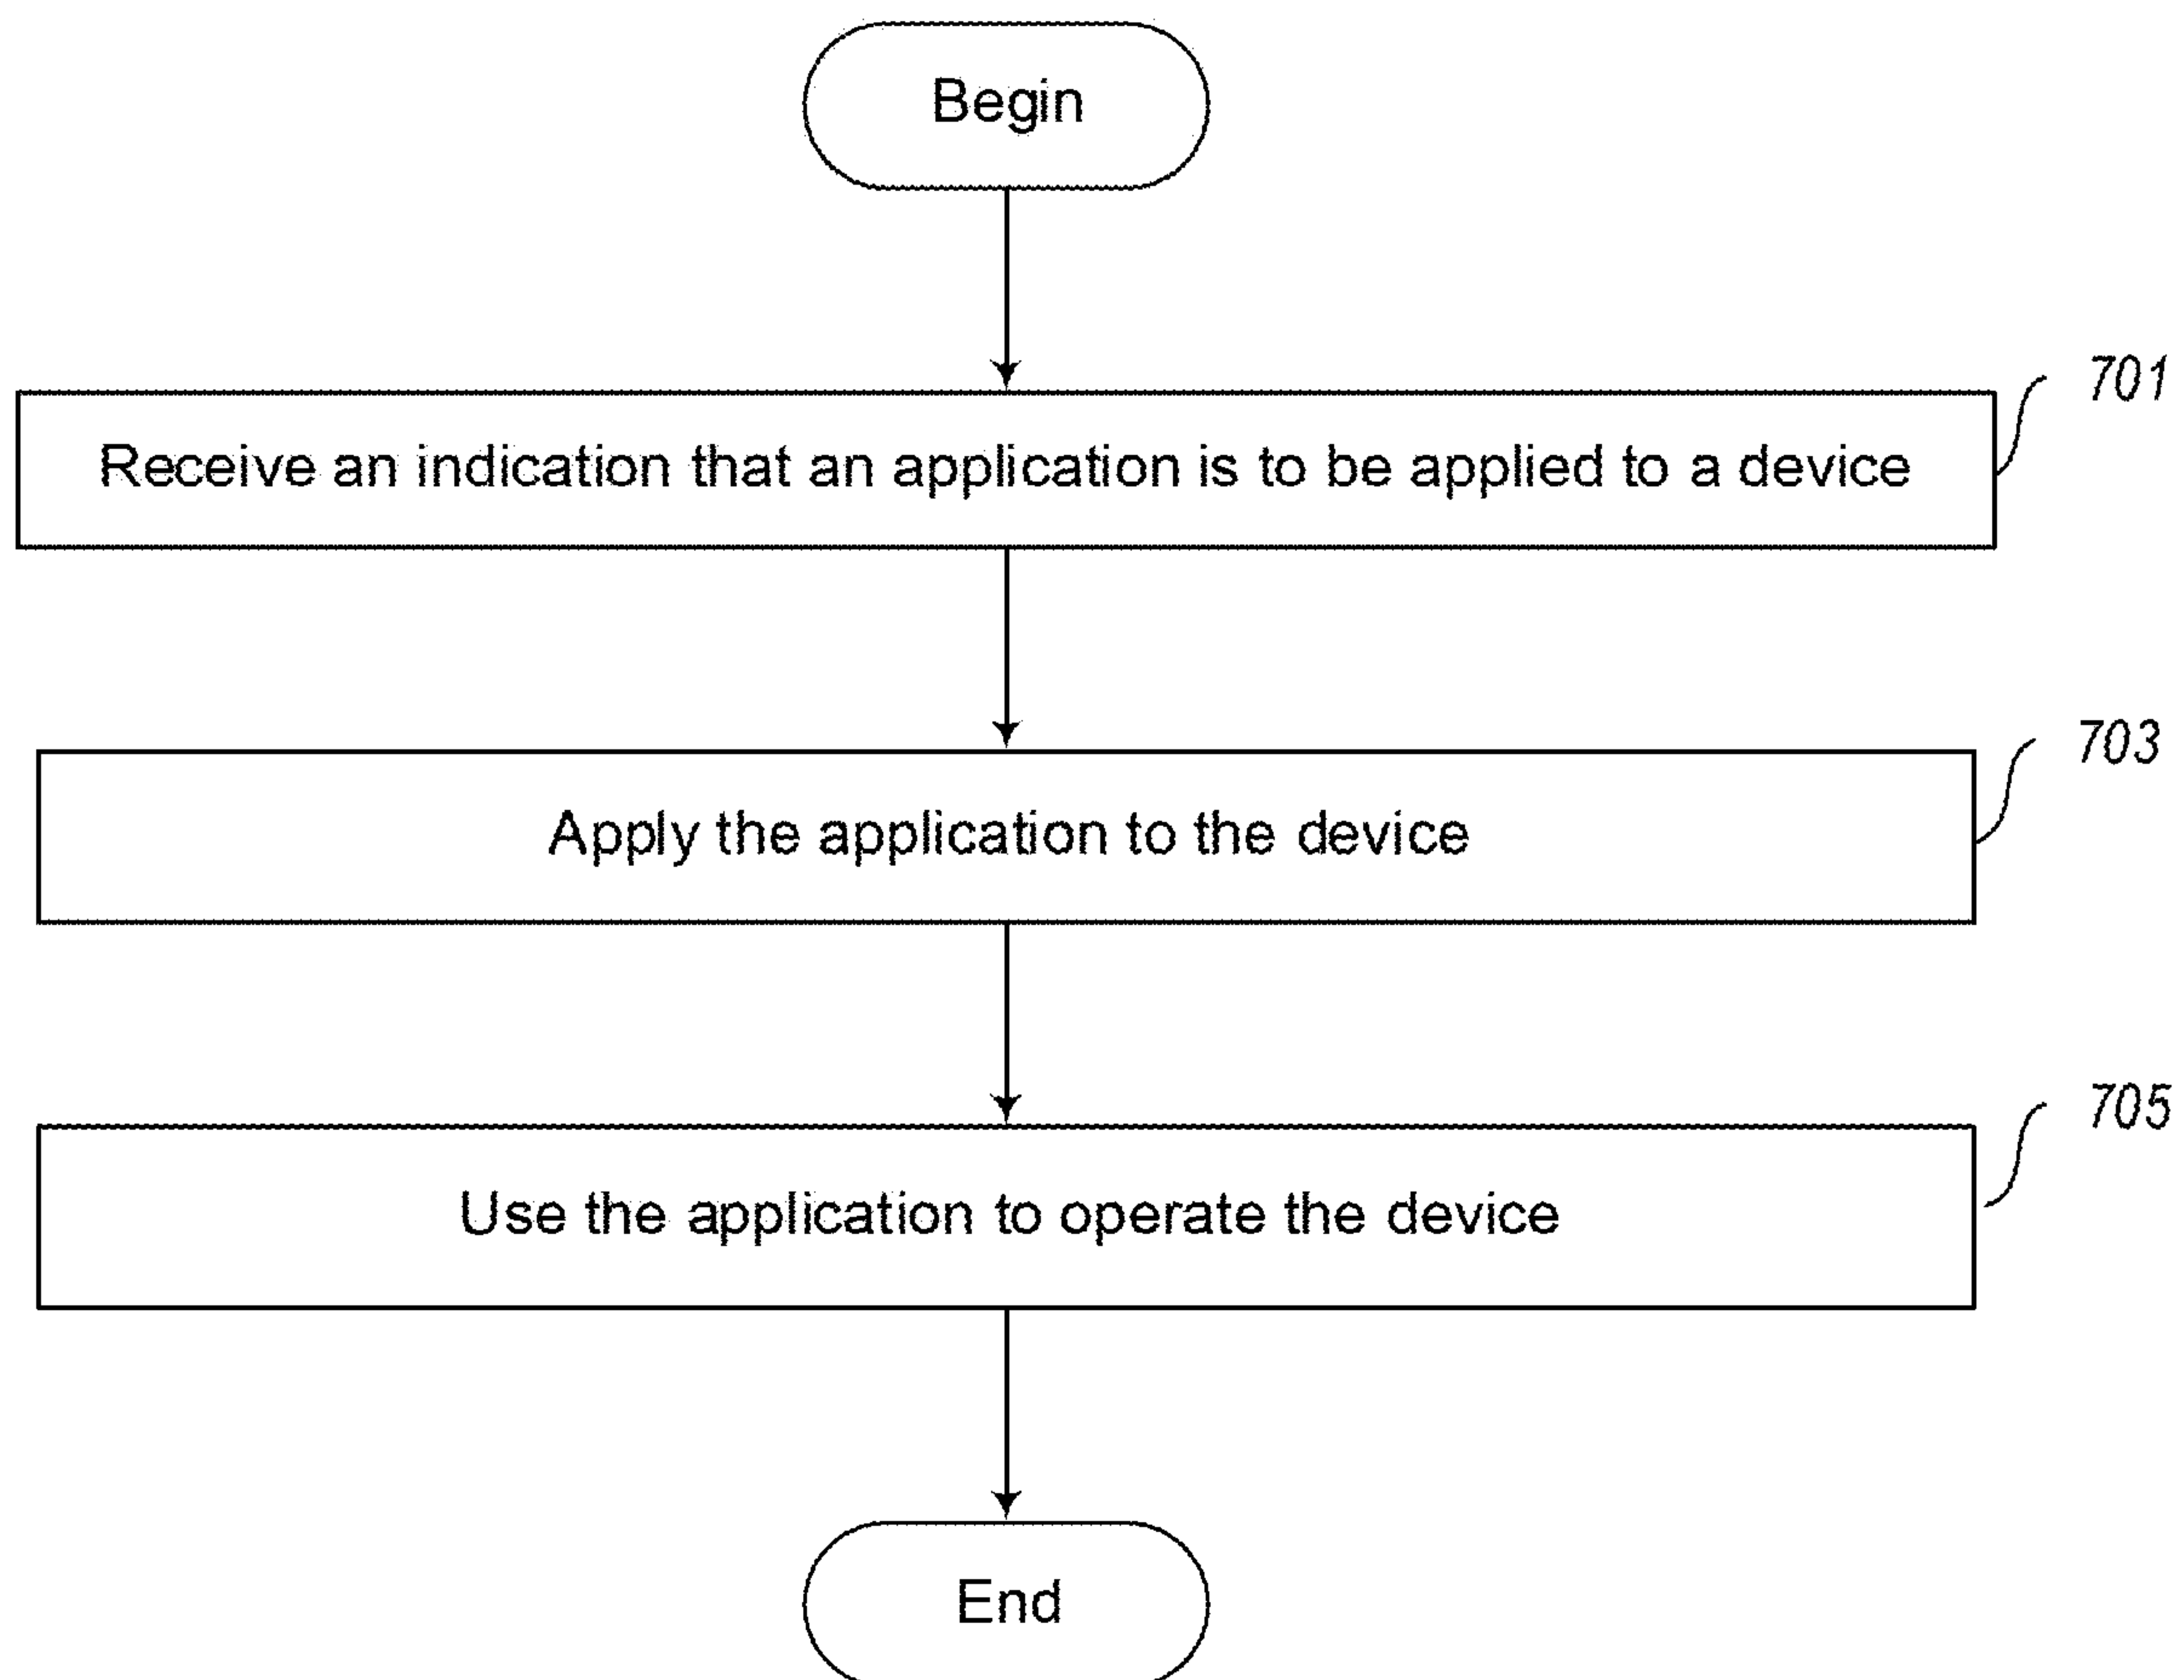 Begin
701
Receive an indication that an application is to be applied to a device
703
Apply the application to the device
705
Use the application to operate the device
End